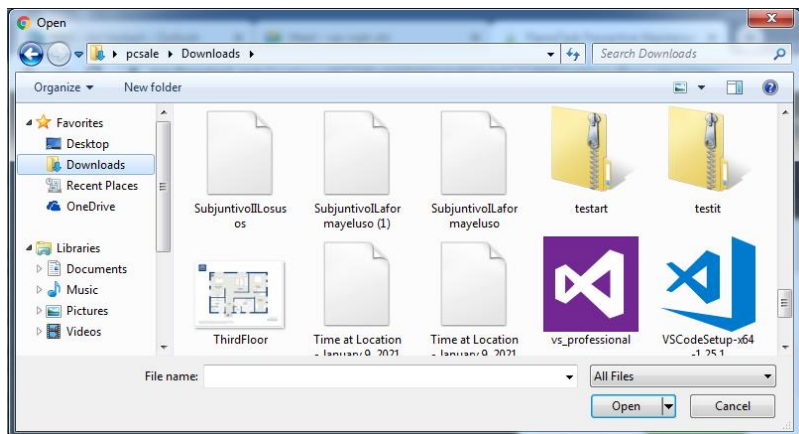 Open
pcsale Downloads
Search Downloads
Organize New folder
Favorites
Desktop
Downloads
Recent Places
OneDrive
Libraries
Documents
Music
Pictures
Videos
SubjuntivoIILosus
os
SubjuntivoILafor
mayeluso (1)
SubjuntivoILafor
mayeluso
testart
testit
ThirdFloor
Time at Location
- January 9, 2021
Time at Location
- January 9, 2021
vs_professional
VSCodeSetup-x64
-1.25.1
File name:
All Files
Open
Cancel